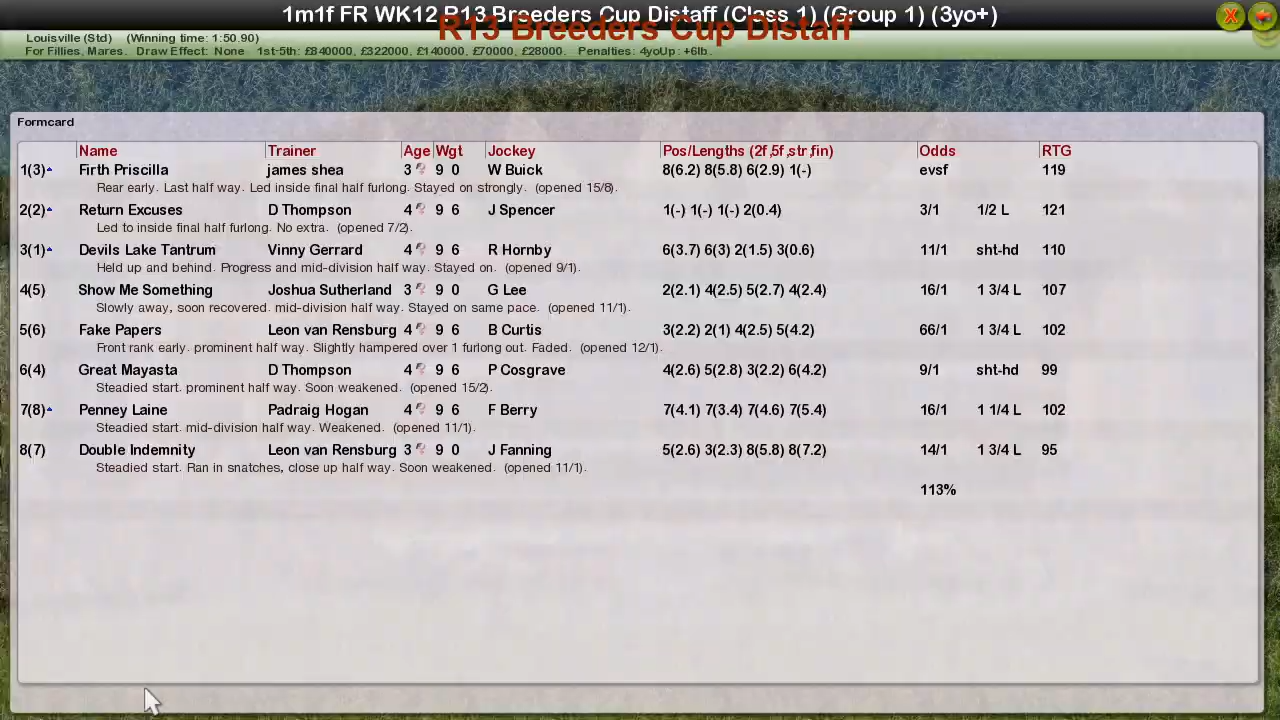 1m1f FR WK12 R13 Breeders Cup Distaff (Class 1) (Group 1) (3yo+)
R13 Breeders Cup Distaff
Louisville (Std) (Winning time: 1:50.90)
For Fillies, Mares. Draw Effect: None 1st-5th: £840000, £322000, £140000, £70000, £28000. Penalties: 4yoUp: +6lb.
Formcard
Name Trainer Age Wgt Jockey Pos/Lengths (2f,5f,str,fin) Odds RTG
1(3) Firth Priscilla james shea 3 9 0 W Buick 8(6.2) 8(5.8) 6(2.9) 1(-) evsf 119
Rear early. Last half way. Led inside final half furlong. Stayed on strongly. (opened 15/8).
2(2) Return Excuses D Thompson 4 9 6 J Spencer 1(-) 1(-) 1(-) 2(0.4) 3/1 1/2 L 121
Led to inside final half furlong. No extra. (opened 7/2).
3(1) Devils Lake Tantrum Vinny Gerrard 4 9 6 R Hornby 6(3.7) 6(3) 2(1.5) 3(0.6) 11/1 sht-hd 110
Held up and behind. Progress and mid-division half way. Stayed on. (opened 9/1).
4(5) Show Me Something Joshua Sutherland 3 9 0 G Lee 2(2.1) 4(2.5) 5(2.7) 4(2.4) 16/1 1 3/4 L 107
Slowly away, soon recovered. mid-division half way. Stayed on same pace. (opened 11/1).
5(6) Fake Papers Leon van Rensburg 4 9 6 B Curtis 3(2.2) 2(1) 4(2.5) 5(4.2) 66/1 1 3/4 L 102
Front rank early. prominent half way. Slightly hampered over 1 furlong out. Faded. (opened 12/1).
6(4) Great Mayasta D Thompson 4 9 6 P Cosgrave 4(2.6) 5(2.8) 3(2.2) 6(4.2) 9/1 sht-hd 99
Steadied start. prominent half way. Soon weakened. (opened 15/2).
7(8) Penney Laine Padraig Hogan 4 9 6 F Berry 7(4.1) 7(3.4) 7(4.6) 7(5.4) 16/1 1 1/4 L 102
Steadied start. mid-division half way. Weakened. (opened 11/1).
8(7) Double Indemnity Leon van Rensburg 3 9 0 J Fanning 5(2.6) 3(2.3) 8(5.8) 8(7.2) 14/1 1 3/4 L 95
Steadied start. Ran in snatches, close up half way. Soon weakened. (opened 11/1).
113%